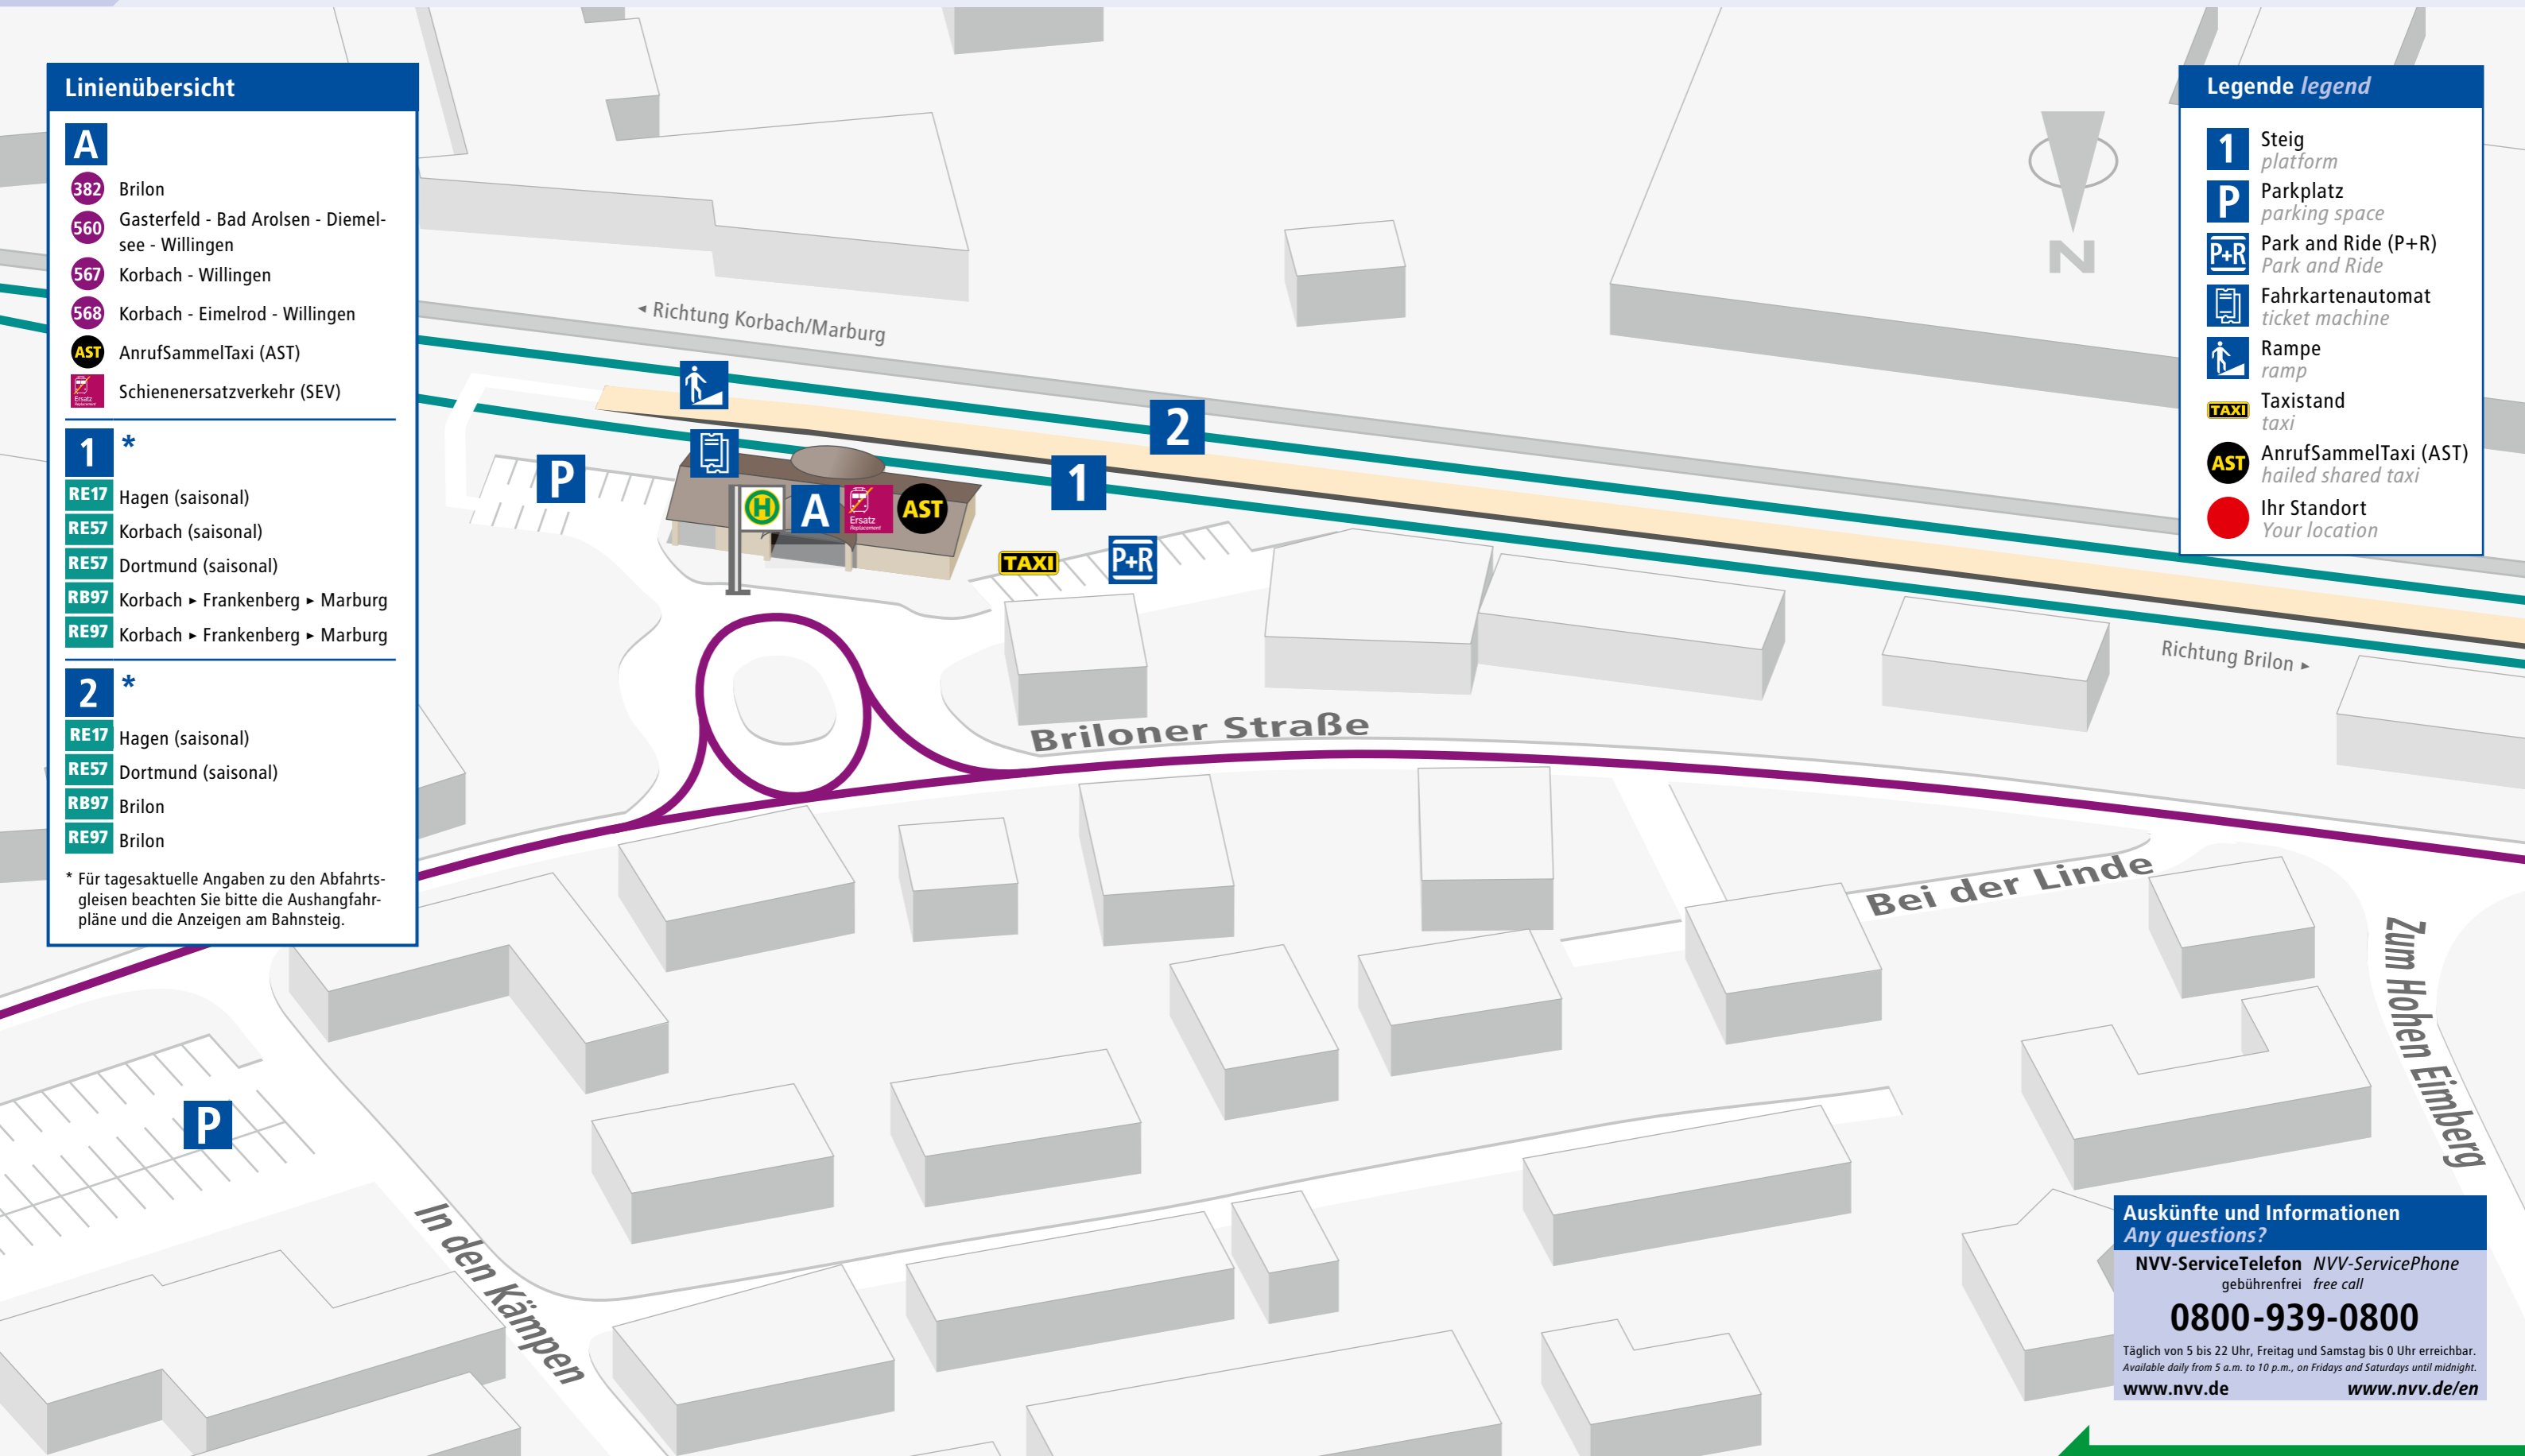 Linienübersicht
A
382 Brilon
560 Gasterfeld - Bad Arolsen - Diemel-
see - Willingen
567 Korbach - Willingen
568 Korbach - Eimelrod - Willingen
AST AnrufSammelTaxi (AST)
Ersatz
Replacement
Schienenersatzverkehr (SEV)
1 *
RE17 Hagen (saisonal)
RE57 Korbach (saisonal)
RE57 Dortmund (saisonal)
RB97 Korbach ▸ Frankenberg ▸ Marburg
RE97 Korbach ▸ Frankenberg ▸ Marburg
2 *
RE17 Hagen (saisonal)
RE57 Dortmund (saisonal)
RB97 Brilon
RE97 Brilon
* Für tagesaktuelle Angaben zu den Abfahrts-
gleisen beachten Sie bitte die Aushangfahr-
pläne und die Anzeigen am Bahnsteig.
◂ Richtung Korbach/Marburg
2
1
P
H
A
Ersatz
Replacement
AST
TAXI
P+R
Richtung Brilon ▸
Briloner Straße
Bei der Linde
Zum Hohen Eimberg
P
In den Kämpen
N
Legende legend
1 Steig
platform
P Parkplatz
parking space
P+R Park and Ride (P+R)
Park and Ride
Fahrkartenautomat
ticket machine
Rampe
ramp
TAXI Taxistand
taxi
AST AnrufSammelTaxi (AST)
hailed shared taxi
Ihr Standort
Your location
Auskünfte und Informationen
Any questions?
NVV-ServiceTelefon NVV-ServicePhone
gebührenfrei free call
0800-939-0800
Täglich von 5 bis 22 Uhr, Freitag und Samstag bis 0 Uhr erreichbar.
Available daily from 5 a.m. to 10 p.m., on Fridays and Saturdays until midnight.
www.nvv.de www.nvv.de/en